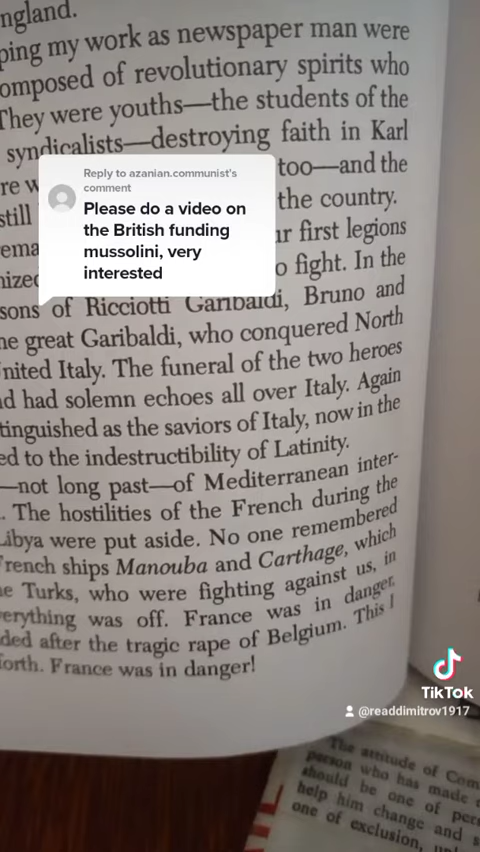 ngland.
ping my work as newspaper man were
omposed of revolutionary spirits who
They were youths—the students of the
syndicalists—destroying faith in Karl
re w
too—and the
still
the country.
ema
ur first legions
nized
o fight. In the
Reply to azanian.communist's
comment
Please do a video on
the British funding
mussolini, very
interested
sons of Ricciotti Garibaldi, Bruno and
he great Garibaldi, who conquered North
nited Italy. The funeral of the two heroes
d had solemn echoes all over Italy. Again
tinguished as the saviors of Italy, now in the
ed to the indestructibility of Latinity.
—not long past—of Mediterranean inter-
. The hostilities of the French during the
Libya were put aside. No one remembered
French ships Manouba and Carthage, which
e Turks, who were fighting against us, in
verything was off. France was in danger.
ded after the tragic rape of Belgium. This I
forth. France was in danger!
TikTok
@readdimitrov1917
The attitude of Com
person who has made
should be one of
help him change and s
one of exclusion,